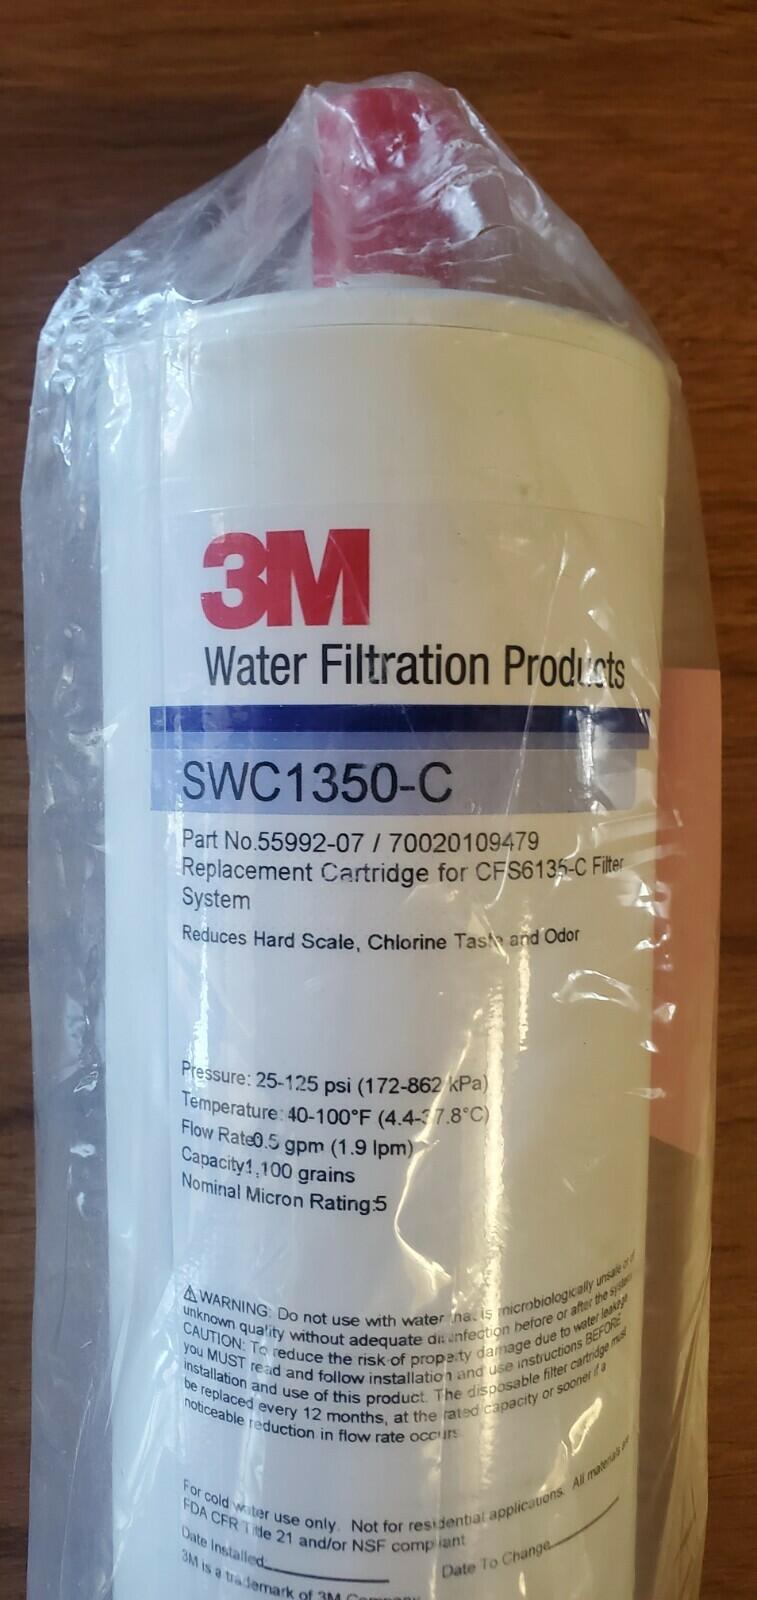 3M
Water Filtration Products
SWC1350-C
Part No.55992-07 / 70020109479
Replacement Cartridge for CFS6135-C Filter
System
Reduces Hard Scale, Chlorine Taste and Odor
Pressure: 25-125 psi (172-862 kPa)
Temperature: 40-100°F (4.4-37.8°C)
Flow Rate0.5 gpm (1.9 lpm)
Capacity1,100 grains
Nominal Micron Rating:5
⚠WARNING: Do not use with water that is microbiologically unsafe or of
unknown quality without adequate disinfection before or after the system
CAUTION: To reduce the risk of property damage due to water leakage
you MUST read and follow installation and use instructions BEFORE
installation and use of this product. The disposable filter cartridge must
be replaced every 12 months, at the rated capacity or sooner if a
noticeable reduction in flow rate occurs.
For cold water use only. Not for residential applications. All materials are
FDA CFR Title 21 and/or NSF compliant
Date Installed: Date To Change
3M is a trademark of 3M Company